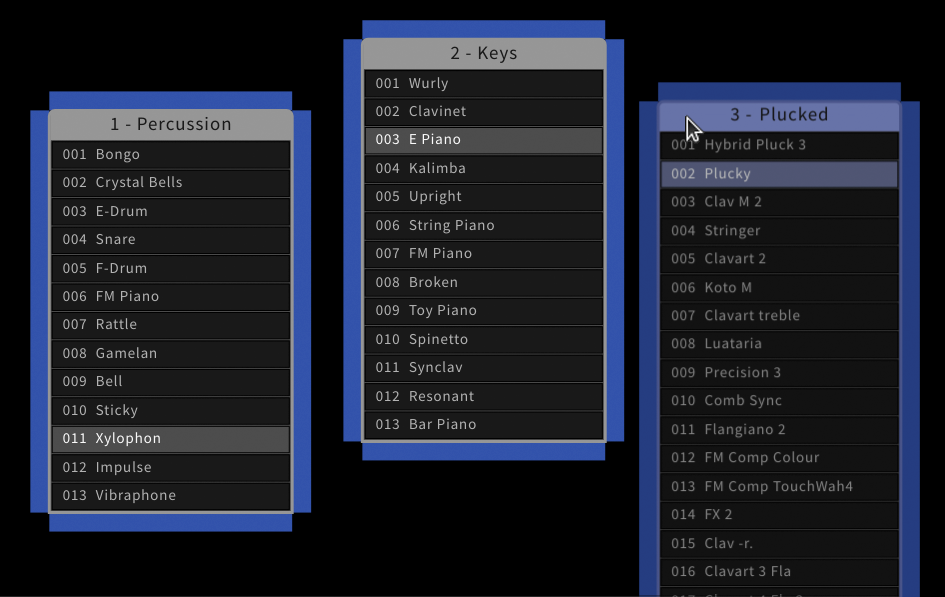 1 - Percussion
001 Bongo
002 Crystal Bells
003 E-Drum
004 Snare
005 F-Drum
006 FM Piano
007 Rattle
008 Gamelan
009 Bell
010 Sticky
011 Xylophon
012 Impulse
013 Vibraphone
2 - Keys
001 Wurly
002 Clavinet
003 E Piano
004 Kalimba
005 Upright
006 String Piano
007 FM Piano
008 Broken
009 Toy Piano
010 Spinetto
011 Synclav
012 Resonant
013 Bar Piano
3 - Plucked
001 Hybrid Pluck 3
002 Plucky
003 Clav M 2
004 Stringer
005 Clavart 2
006 Koto M
007 Clavart treble
008 Luataria
009 Precision 3
010 Comb Sync
011 Flangiano 2
012 FM Comp Colour
013 FM Comp TouchWah4
014 FX 2
015 Clav -r.
016 Clavart 3 Fla